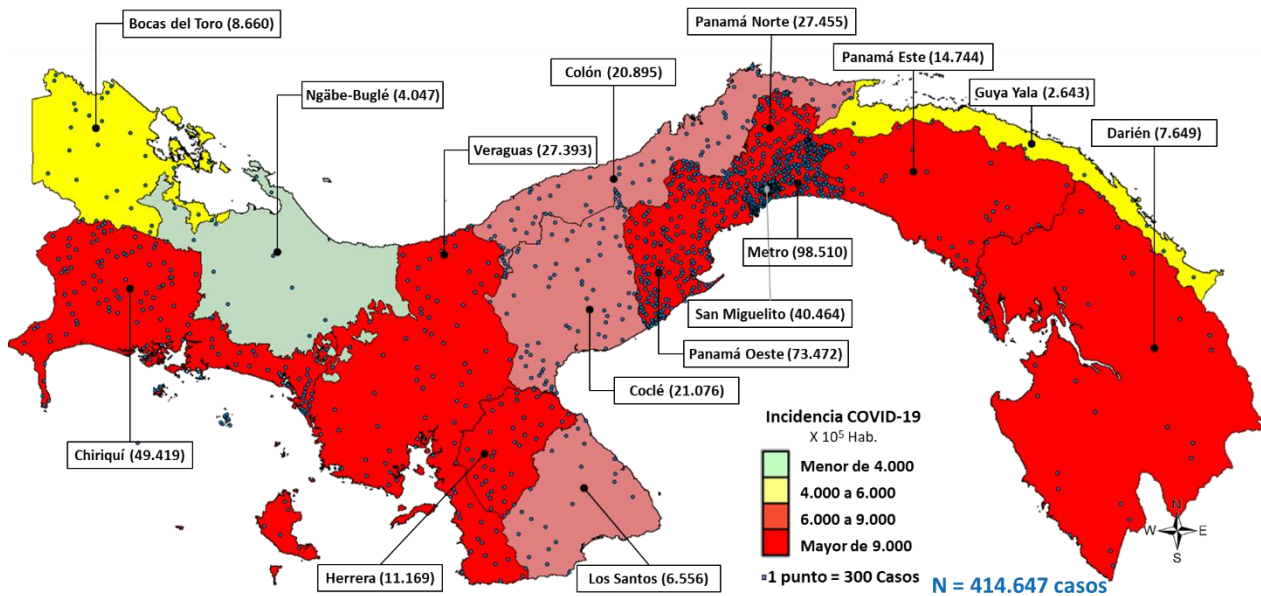 Bocas del Toro (8.660)
Panamá Norte (27.455)
Panamá Este (14.744)
Colón (20.895)
Ngäbe-Buglé (4.047)
Guya Yala (2.643)
Darién (7.649)
Veraguas (27.393)
Metro (98.510)
San Miguelito (40.464)
Panamá Oeste (73.472)
Coclé (21.076)
Chiriquí (49.419)
Herrera (11.169)
Los Santos (6.556)
Incidencia COVID-19
X 10⁵ Hab.
Menor de 4.000
4.000 a 6.000
6.000 a 9.000
Mayor de 9.000
1 punto = 300 Casos
N = 414.647 casos
N
W E
S